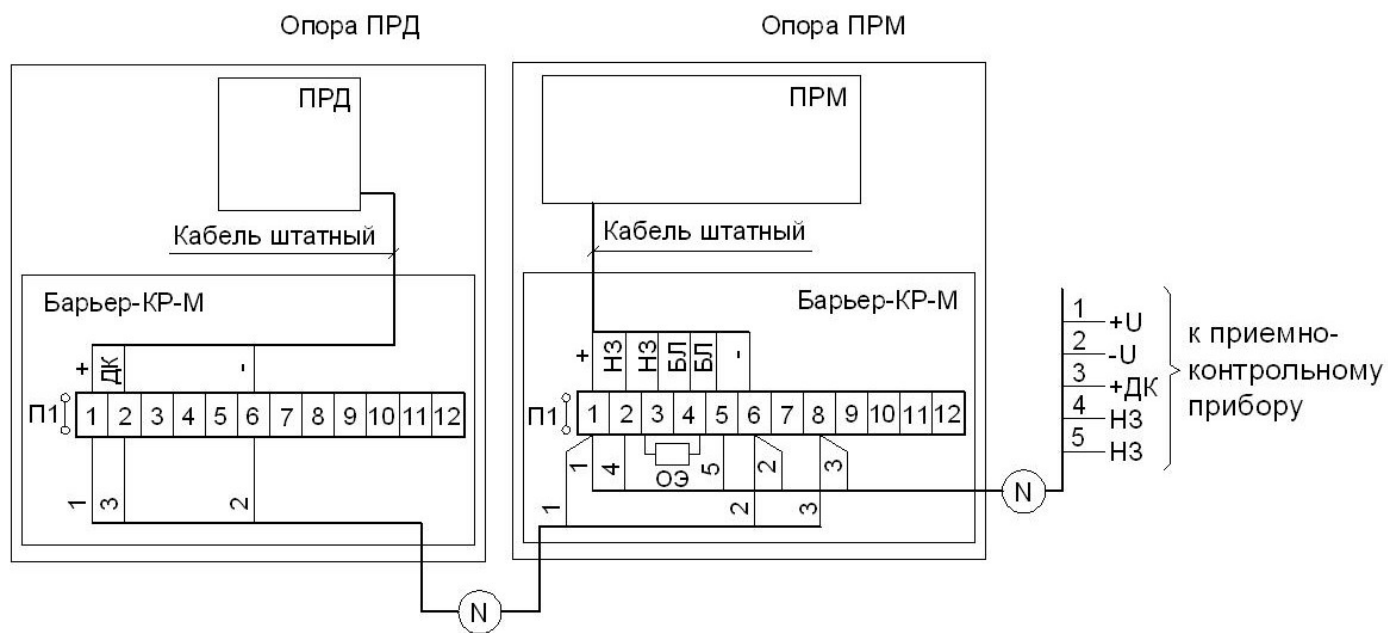 Опора ПРД
Опора ПРМ
ПРД
Кабель штатный
Барьер-КР-М
+ ДК -
П1 1 2 3 4 5 6 7 8 9 10 11 12
1 3 2
N
ПРМ
Кабель штатный
Барьер-КР-М
+ НЗ НЗ БЛ БЛ -
П1 1 2 3 4 5 6 7 8 9 10 11 12
1 4 ОЭ 5 2 3
1 2 3
N
1 +U
2 -U
3 +ДК
4 НЗ
5 НЗ
к приемно-
контрольному
прибору